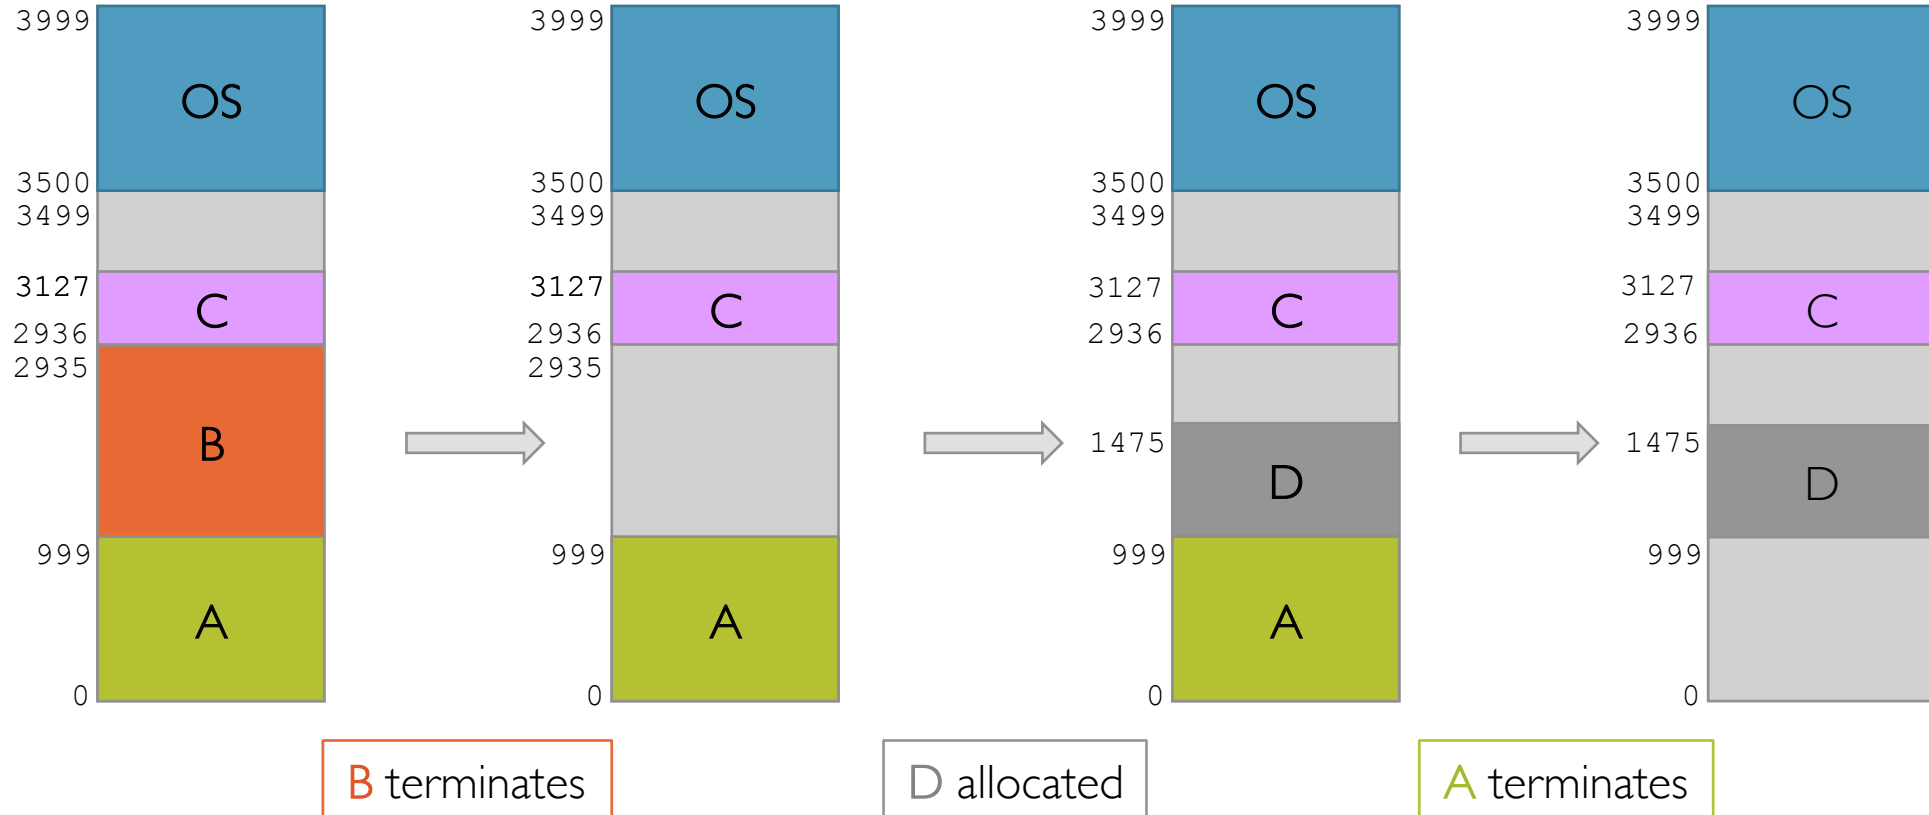 3999
OS
3500
3499
3127
C
2936
2935
B
999
A
0
3999
OS
3500
3499
3127
C
2936
2935
999
A
0
3999
OS
3500
3499
3127
C
2936
1475
D
999
A
0
3999
OS
3500
3499
3127
C
2936
1475
D
999
0
B terminates
D allocated
A terminates